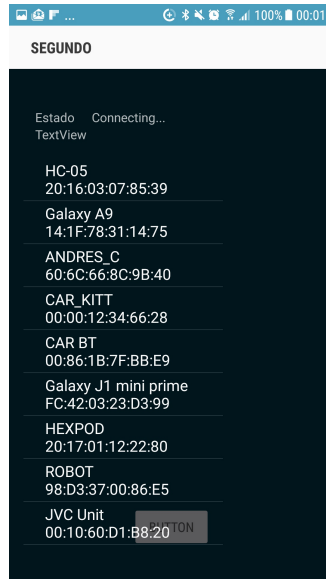 100% 00:01
SEGUNDO
Estado Connecting...
TextView
HC-05
20:16:03:07:85:39
Galaxy A9
14:1F:78:31:14:75
ANDRES_C
60:6C:66:8C:9B:40
CAR_KITT
00:00:12:34:66:28
CAR BT
00:86:1B:7F:BB:E9
Galaxy J1 mini prime
FC:42:03:23:D3:99
HEXPOD
20:17:01:12:22:80
ROBOT
98:D3:37:00:86:E5
JVC Unit
00:10:60:D1:B8:20
BUTTON